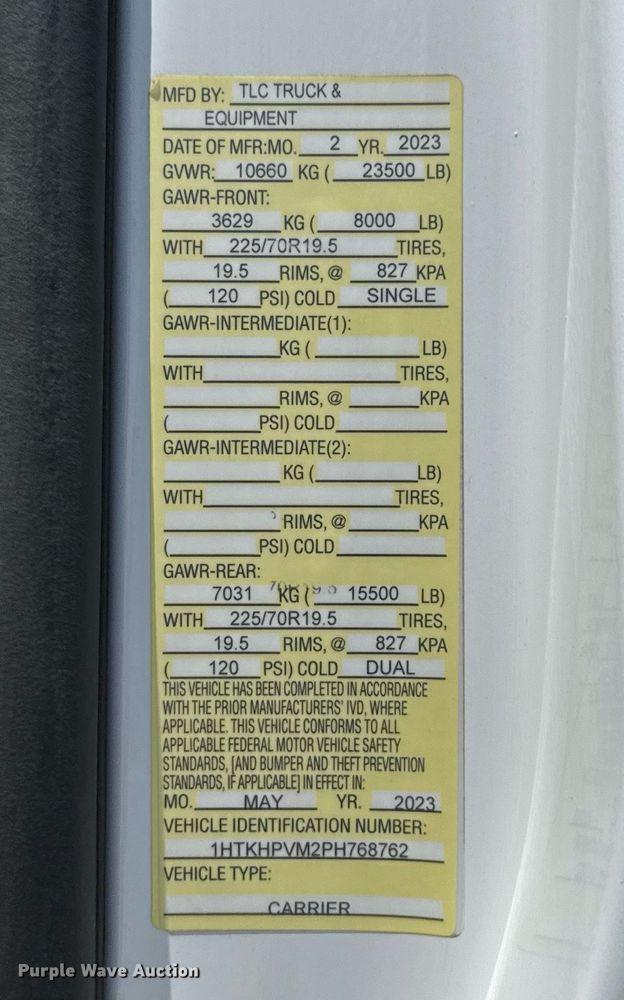 MFD BY: TLC TRUCK &
EQUIPMENT
DATE OF MFR:MO. 2 YR. 2023
GVWR: 10660 KG ( 23500 LB)
GAWR-FRONT:
3629 KG ( 8000 LB)
WITH 225/70R19.5 TIRES,
19.5 RIMS, @ 827 KPA
( 120 PSI) COLD SINGLE
GAWR-INTERMEDIATE(1):
KG ( LB)
WITH TIRES,
RIMS, @ KPA
( PSI) COLD
GAWR-INTERMEDIATE(2):
KG ( LB)
WITH TIRES,
RIMS, @ KPA
( PSI) COLD
GAWR-REAR:
7031 KG ( 15500 LB)
WITH 225/70R19.5 TIRES,
19.5 RIMS, @ 827 KPA
( 120 PSI) COLD DUAL
THIS VEHICLE HAS BEEN COMPLETED IN ACCORDANCE
WITH THE PRIOR MANUFACTURERS' IVD, WHERE
APPLICABLE. THIS VEHICLE CONFORMS TO ALL
APPLICABLE FEDERAL MOTOR VEHICLE SAFETY
STANDARDS, [AND BUMPER AND THEFT PREVENTION
STANDARDS, IF APPLICABLE] IN EFFECT IN:
MO. MAY YR. 2023
VEHICLE IDENTIFICATION NUMBER:
1HTKHPVM2PH768762
VEHICLE TYPE:
CARRIER
Purple Wave Auction